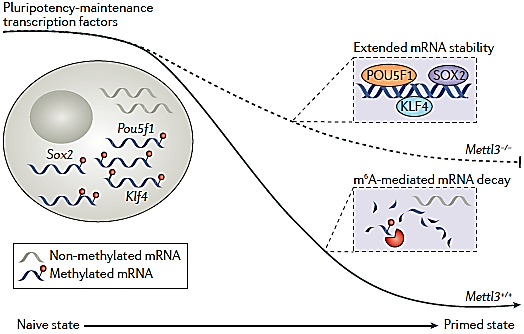 Pluripotency-maintenance
transcription factors
Extended mRNA stability
POU5F1
SOX2
KLF4
Pou5f1
Sox2
Klf4
Mettl3⁻/⁻
m⁶A-mediated mRNA decay
Non-methylated mRNA
Methylated mRNA
Mettl3⁺/⁺
Naive state
Primed state